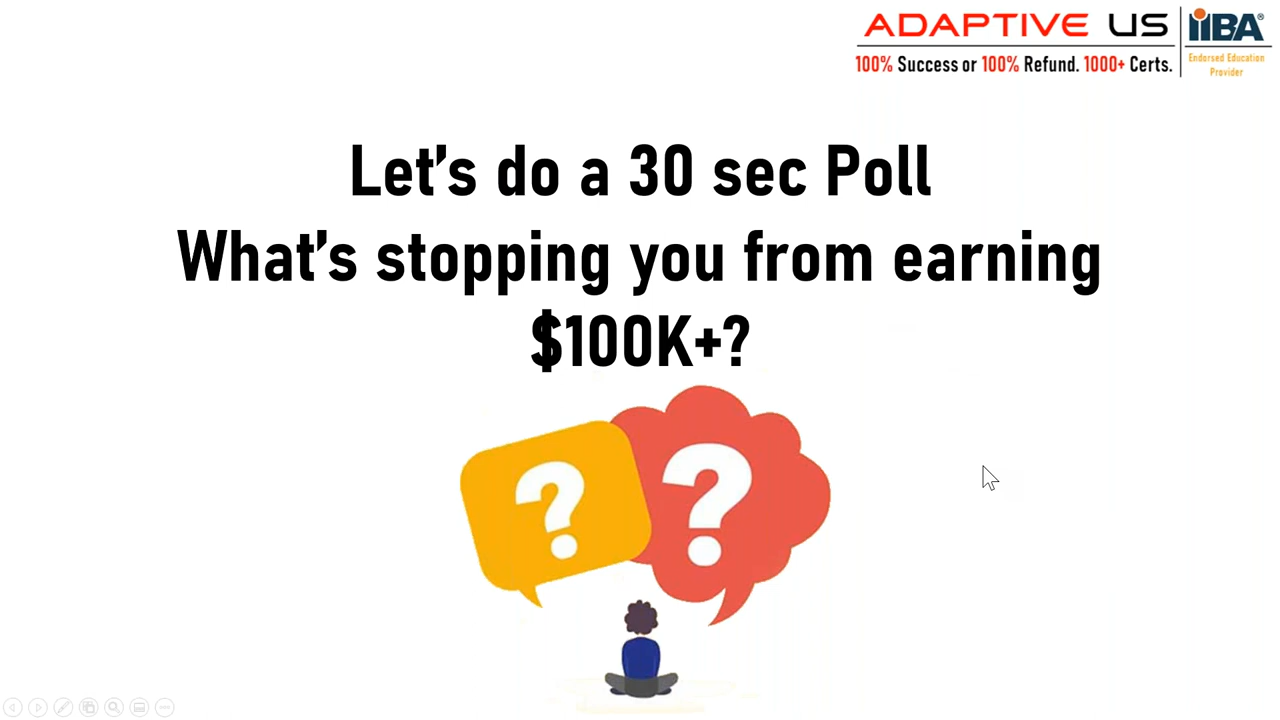 ADAPTIVE US
100% Success or 100% Refund. 1000+ Certs.
iiBA®
Endorsed Education
Provider
Let's do a 30 sec Poll
What's stopping you from earning
$100K+?
? ?